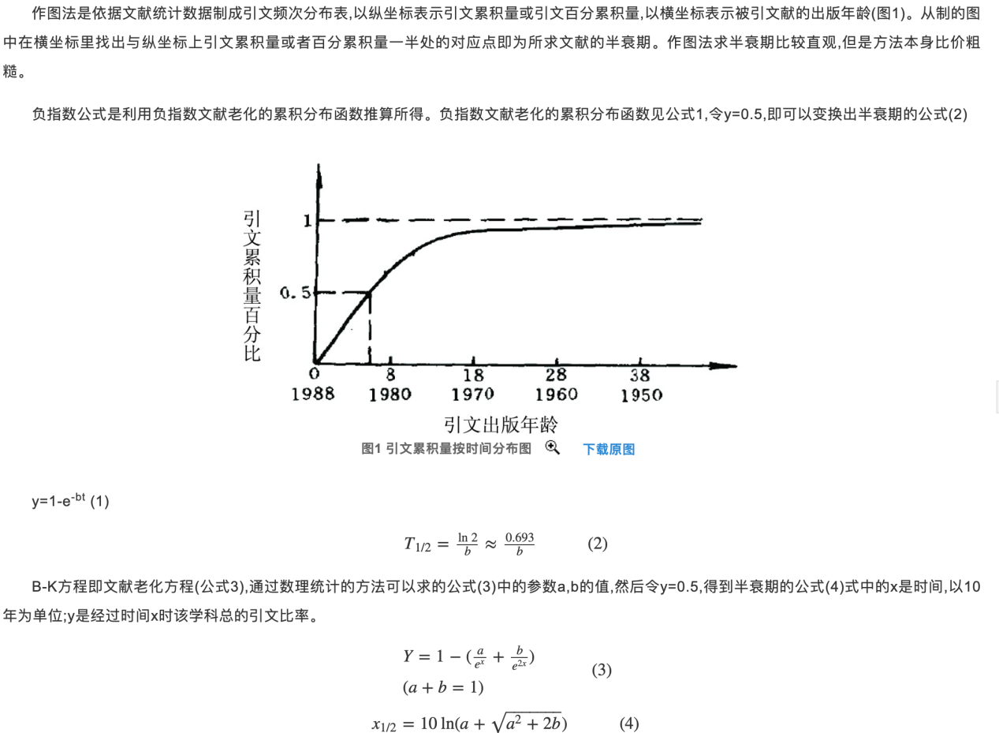 作图法是依据文献统计数据制成引文频次分布表,以纵坐标表示引文累积量或引文百分累积量,以横坐标表示被引文献的出版年龄(图1)。从制的图
中在横坐标里找出与纵坐标上引文累积量或者百分累积量一半处的对应点即为所求文献的半衰期。作图法求半衰期比较直观,但是方法本身比价粗
糙。
负指数公式是利用负指数文献老化的累积分布函数推算所得。负指数文献老化的累积分布函数见公式1,令y=0.5,即可以变换出半衰期的公式(2)
引文累积量百分比
1
0.5
0 8 18 28 38
1988 1980 1970 1960 1950
引文出版年龄
图1 引文累积量按时间分布图 下载原图
y=1-e^{-bt} (1)
T_{1/2} = \frac{ln 2}{b} ≈ \frac{0.693}{b} (2)
B-K方程即文献老化方程(公式3),通过数理统计的方法可以求的公式(3)中的参数a,b的值,然后令y=0.5,得到半衰期的公式(4)式中的x是时间,以10
年为单位;y是经过时间x时该学科总的引文比率。
Y = 1 − (\frac{a}{e^x} + \frac{b}{e^{2x}})
(3)
(a + b = 1)
x_{1/2} = 10 ln(a + \sqrt{a^2 + 2b}) (4)